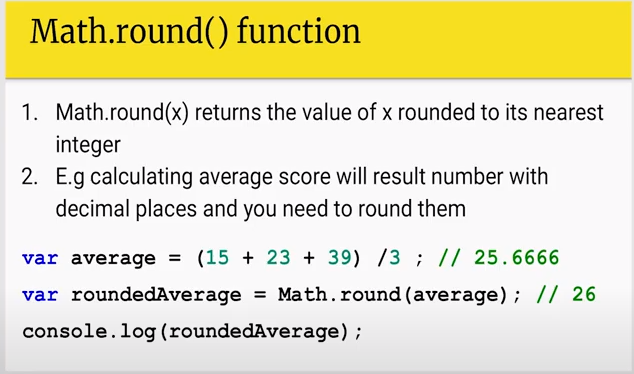 Math.round() function
1. Math.round(x) returns the value of x rounded to its nearest
integer
2. E.g calculating average score will result number with
decimal places and you need to round them
var average = (15 + 23 + 39) /3 ; // 25.6666
var roundedAverage = Math.round(average); // 26
console.log(roundedAverage);